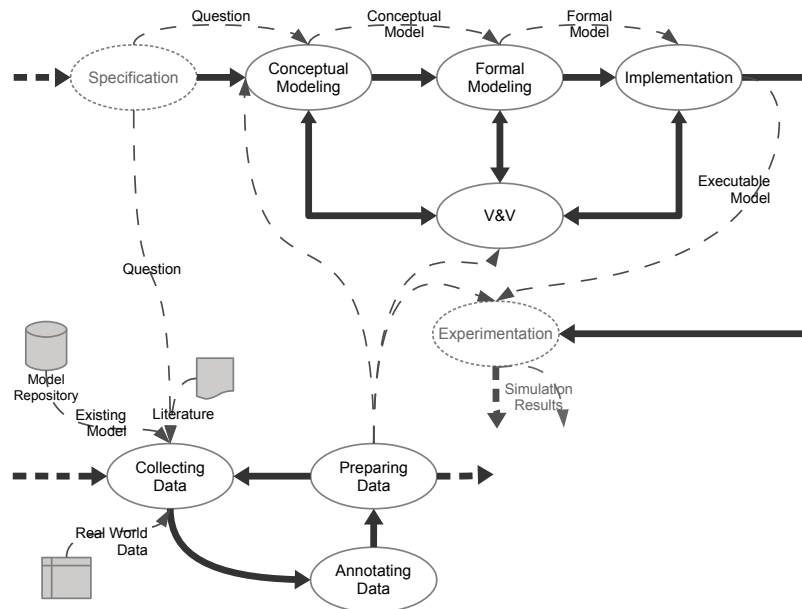 Question
Conceptual
Model
Formal
Model
Specification
Conceptual
Modeling
Formal
Modeling
Implementation
Executable
Model
V&V
Question
Experimentation
Model
Repository
Simulation
Results
Existing
Model
Literature
Collecting
Data
Preparing
Data
Real World
Data
Annotating
Data